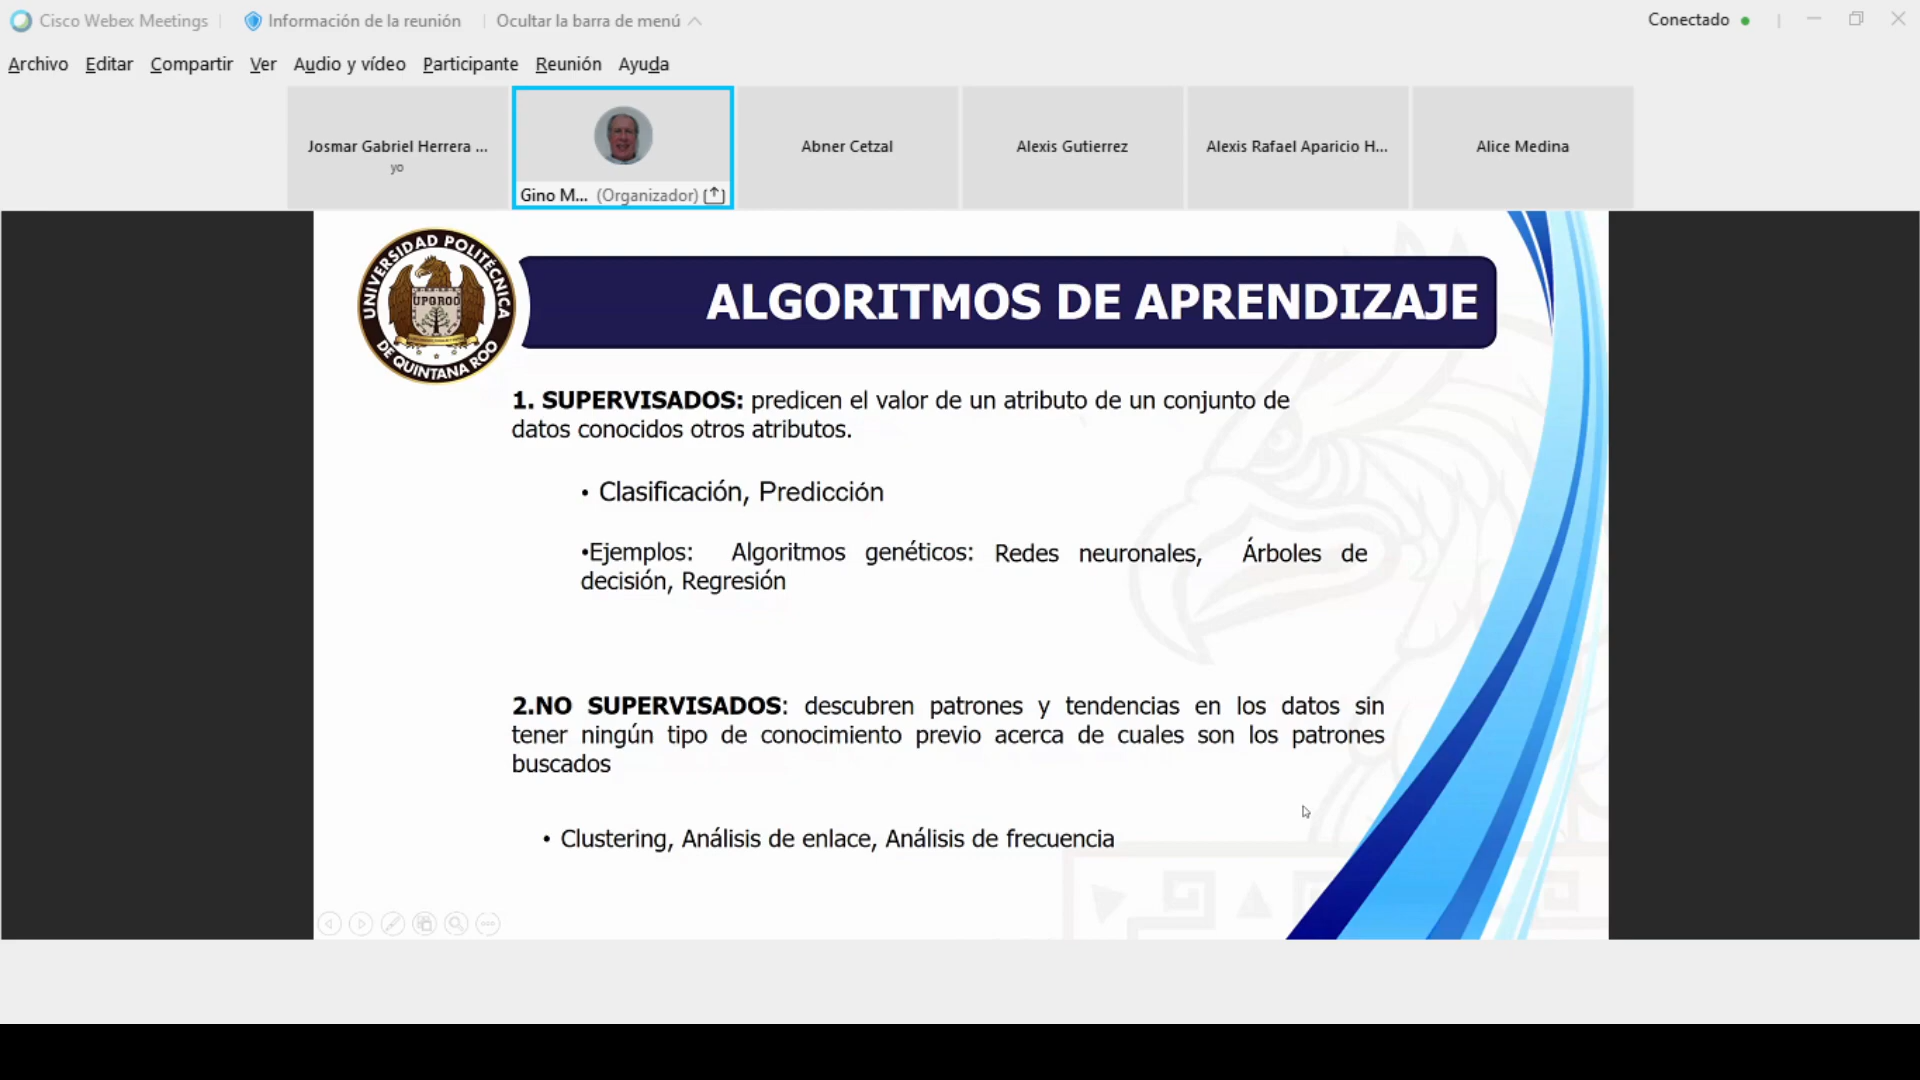 Cisco Webex Meetings
Información de la reunión
Ocultar la barra de menú
Conectado
Archivo Editar Compartir Ver Audio y vídeo Participante Reunión Ayuda
Josmar Gabriel Herrera ...
yo
Gino M... (Organizador)
Abner Cetzal
Alexis Gutierrez
Alexis Rafael Aparicio H...
Alice Medina
UNIVERSIDAD POLITÉCNICA
UPQROO
DE QUINTANA ROO
ALGORITMOS DE APRENDIZAJE
1. SUPERVISADOS: predicen el valor de un atributo de un conjunto de
datos conocidos otros atributos.
• Clasificación, Predicción
•Ejemplos: Algoritmos genéticos: Redes neuronales, Árboles de
decisión, Regresión
2.NO SUPERVISADOS: descubren patrones y tendencias en los datos sin
tener ningún tipo de conocimiento previo acerca de cuales son los patrones
buscados
• Clustering, Análisis de enlace, Análisis de frecuencia